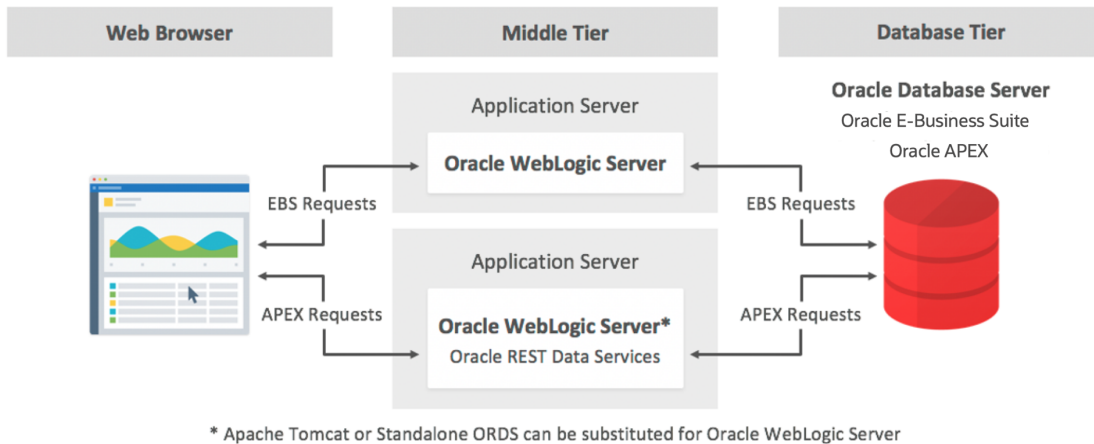 Web Browser
Middle Tier
Database Tier
Application Server
Oracle WebLogic Server
Oracle Database Server
Oracle E-Business Suite
Oracle APEX
EBS Requests
EBS Requests
Application Server
Oracle WebLogic Server*
Oracle REST Data Services
APEX Requests
APEX Requests
* Apache Tomcat or Standalone ORDS can be substituted for Oracle WebLogic Server